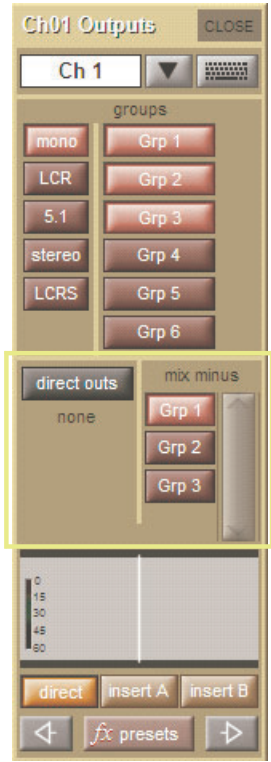 Ch01 Outputs CLOSE
Ch 1
groups
mono Grp 1
LCR Grp 2
5.1 Grp 3
stereo Grp 4
LCRS Grp 5
Grp 6
direct outs mix minus
none Grp 1
Grp 2
Grp 3
0
15
30
45
60
direct insert A insert B
fx presets